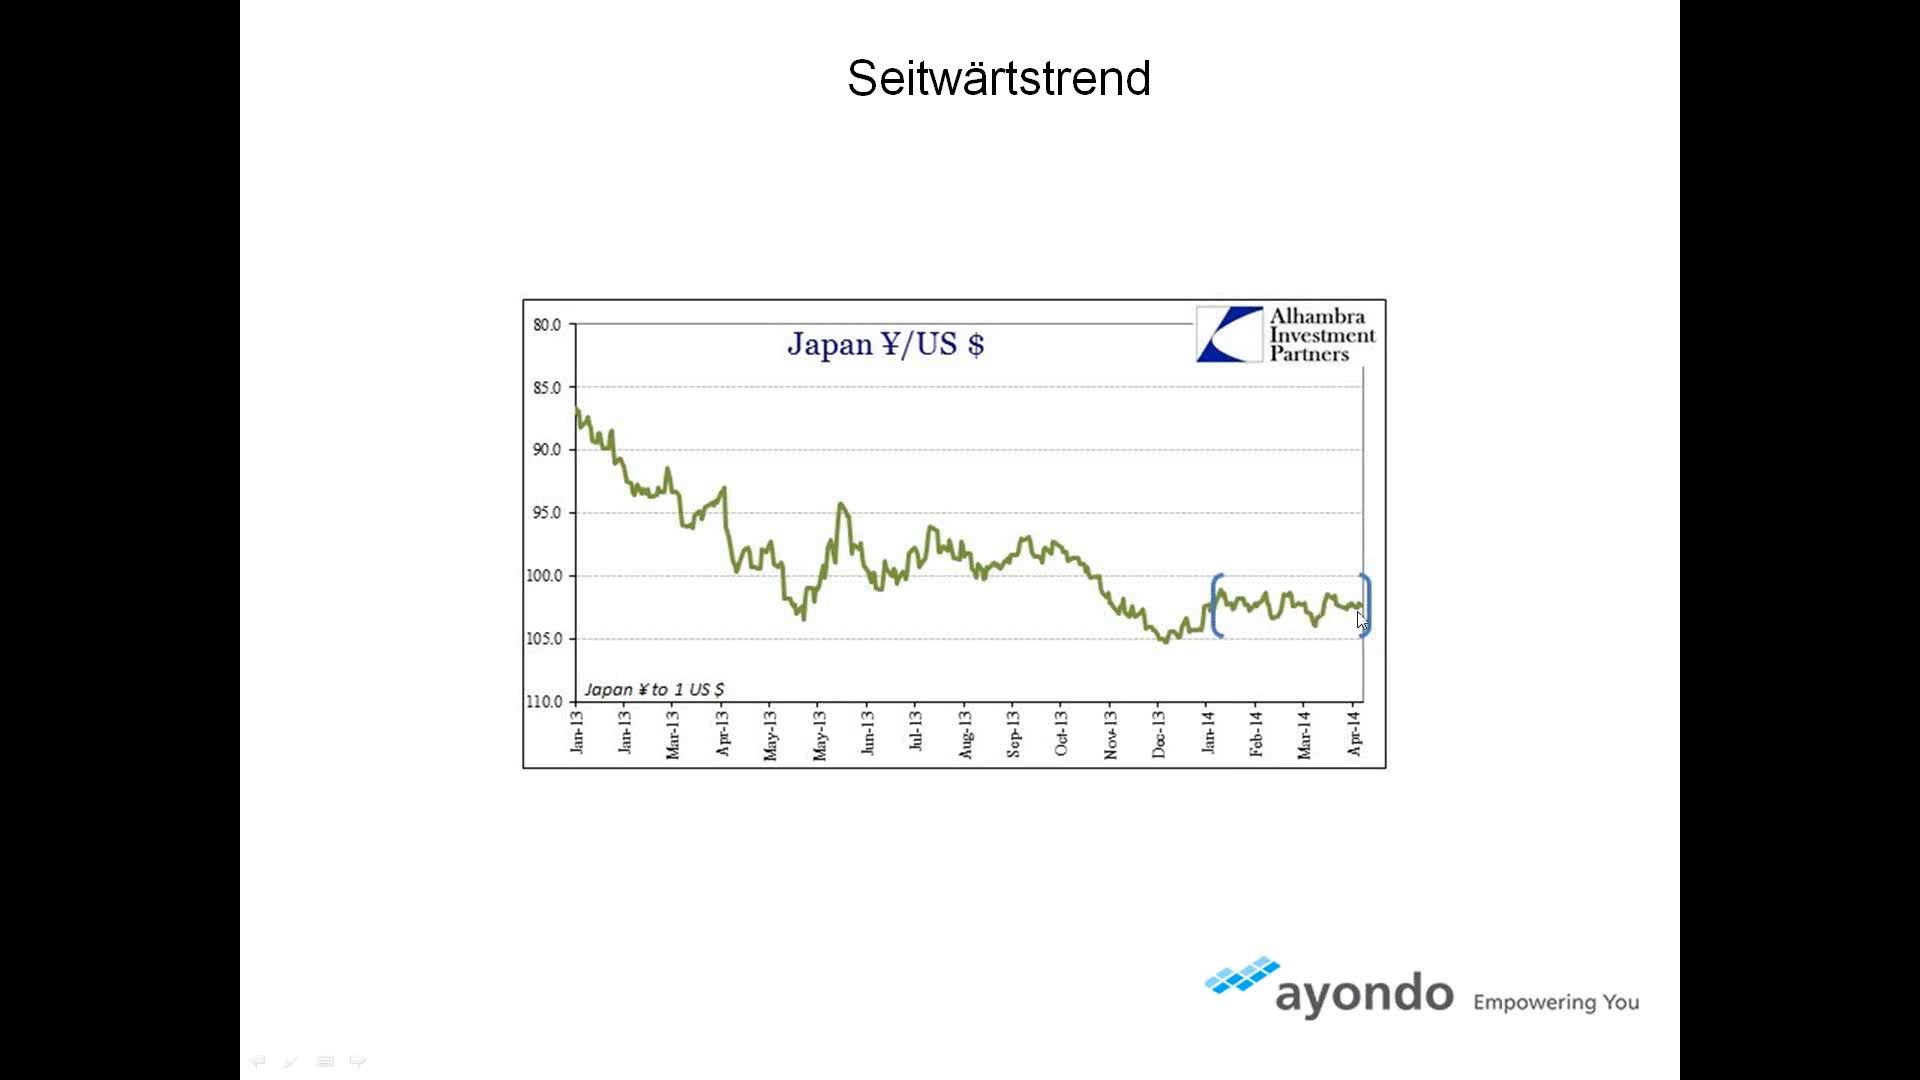 Seitwärtstrend
Alhambra
Investment
Partners
Japan ¥/US $
80.0
85.0
90.0
95.0
100.0
105.0
110.0
Japan ¥ to 1 US $
Jan-13
Jan-13
Mar-13
Apr-13
May-13
May-13
Jun-13
Jul-13
Aug-13
Sep-13
Oct-13
Nov-13
Dec-13
Jan-14
Feb-14
Mar-14
Apr-14
ayondo Empowering You